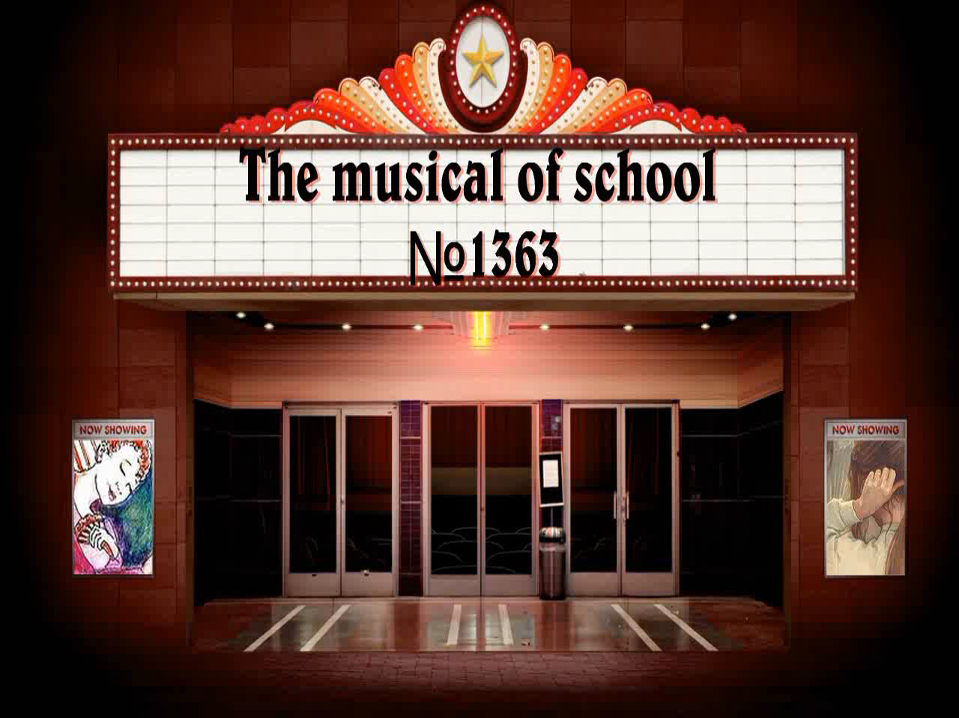 The musical of school
№1363
NOW SHOWING
NOW SHOWING